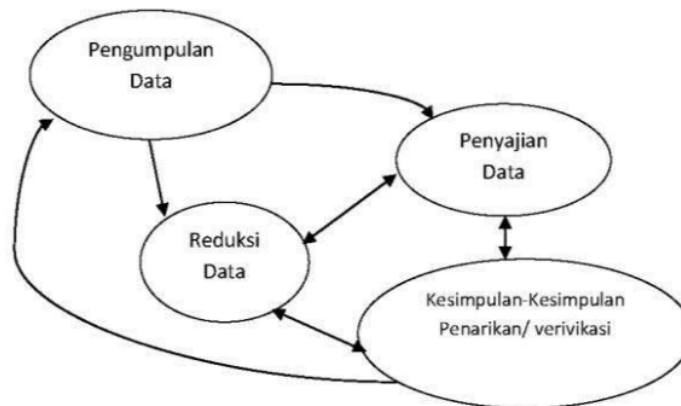 Pengumpulan
Data
Penyajian
Data
Reduksi
Data
Kesimpulan-Kesimpulan
Penarikan/ verivikasi